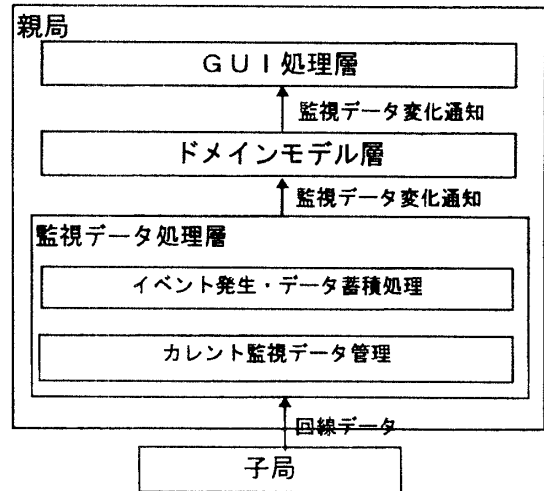 親局
ＧＵＩ処理層
監視データ変化通知
ドメインモデル層
監視データ変化通知
監視データ処理層
イベント発生・データ蓄積処理
カレント監視データ管理
回線データ
子局